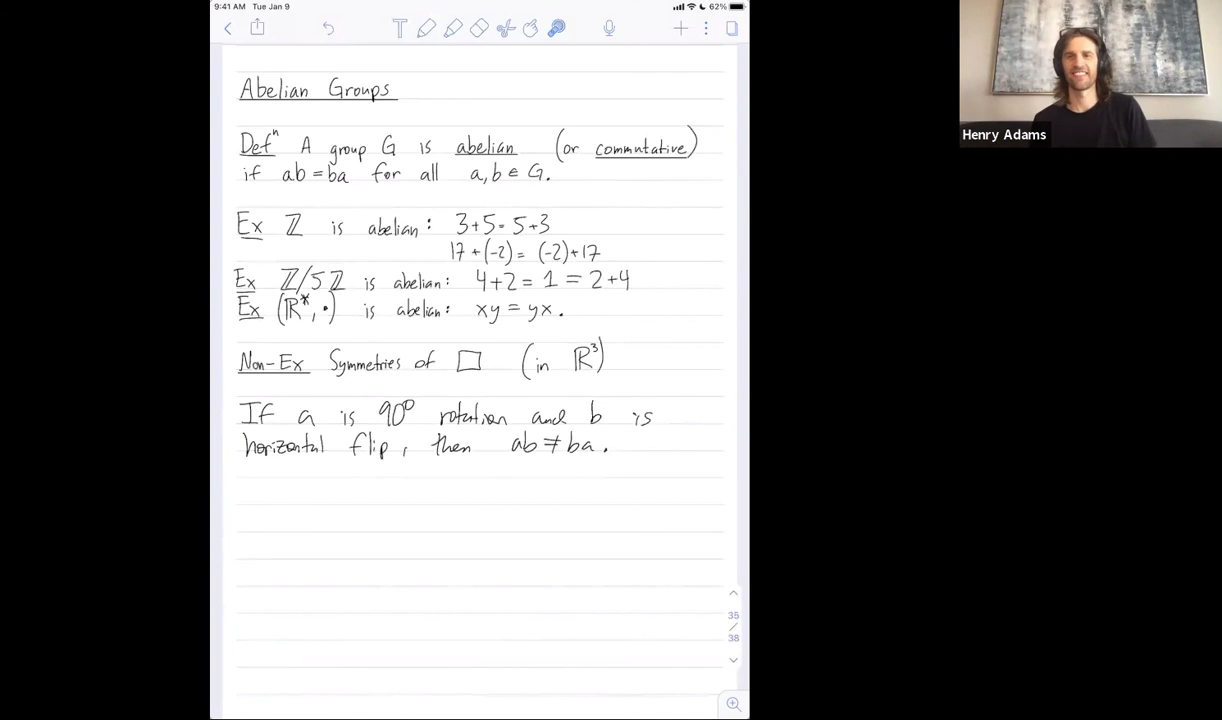 9:41 AM Tue Jan 9
62%
Abelian Groups
Defⁿ A group G is abelian (or commutative)
if ab = ba for all a, b ∈ G.
Ex ℤ is abelian: 3+5 = 5+3
17+(-2) = (-2)+17
Ex ℤ/5ℤ is abelian: 4+2 = 1 = 2+4
Ex (ℝ*, ·) is abelian: xy = yx.
Non-Ex Symmetries of □ (in ℝ³)
If a is 90° rotation and b is
horizontal flip, then ab ≠ ba.
35
/
38
Henry Adams